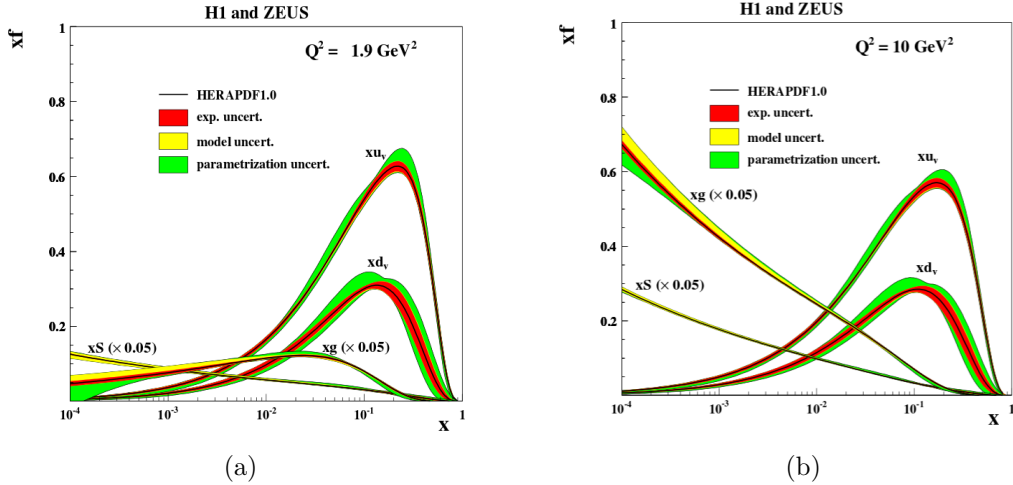 H1 and ZEUS
xf
1
Q² = 1.9 GeV²
HERAPDF1.0
exp. uncert.
model uncert.
parametrization uncert.
0.8
0.6
0.4
0.2
xuᵥ
xdᵥ
xS (× 0.05)
xg (× 0.05)
10⁻⁴
10⁻³
10⁻²
10⁻¹
1
x
(a)
H1 and ZEUS
xf
1
Q² = 10 GeV²
HERAPDF1.0
exp. uncert.
model uncert.
parametrization uncert.
0.8
0.6
0.4
0.2
xuᵥ
xg (× 0.05)
xdᵥ
xS (× 0.05)
10⁻⁴
10⁻³
10⁻²
10⁻¹
1
x
(b)